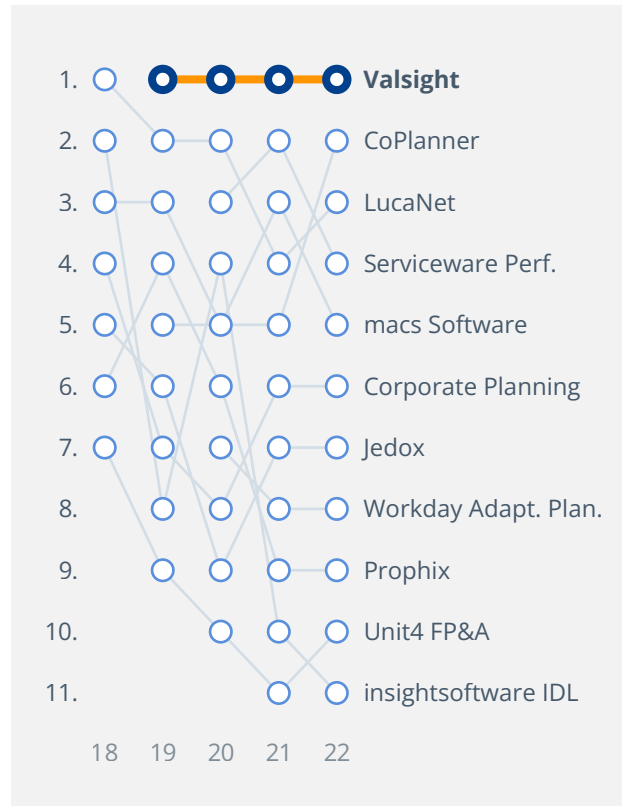 1. Valsight
2. CoPlanner
3. LucaNet
4. Serviceware Perf.
5. macs Software
6. Corporate Planning
7. Jedox
8. Workday Adapt. Plan.
9. Prophix
10. Unit4 FP&A
11. insightsoftware IDL
18 19 20 21 22